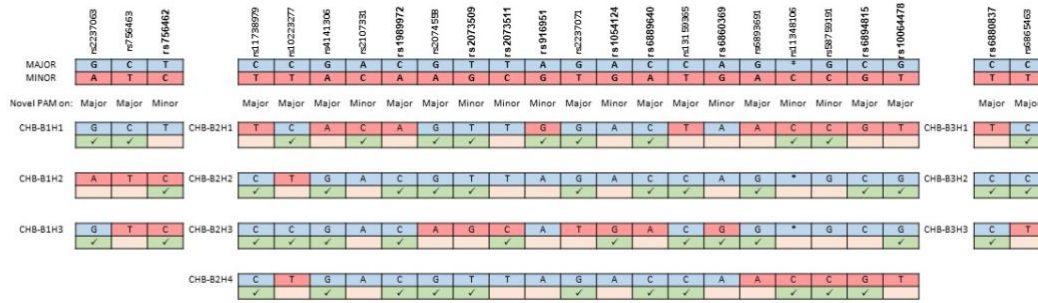 rs2237063 rs756463 rs756462 rs11738979 rs10223277 rs4141306 rs2107331 rs1989972 rs2074598 rs2073509 rs2073511 rs916951 rs2237071 rs1054124 rs6889640 rs13159365 rs6860369 rs6893691 rs11348106 rs58759191 rs6894815 rs10064478 rs6880837 rs6865463
MAJOR G C T C C G A C G T T A G A C C A G * G C G C C
MINOR A T C T T A C A A G C G T G A T G A C C G T T T
Novel PAM on: Major Major Minor Major Major Major Minor Major Major Major Minor Minor Major Minor Major Major Minor Major Minor Minor Major Major Major Major
CHB-B1H1 G C T CHB-B2H1 T C A C A G T T G G A C T A A C C G T CHB-B3H1 T C
✓ ✓ ✓ ✓ ✓ ✓ ✓ ✓ ✓ ✓ ✓ ✓
CHB-B1H2 A T C CHB-B2H2 C T G A C G T T A G A C C A G * G C G CHB-B3H2 C C
✓ ✓ ✓ ✓ ✓ ✓ ✓ ✓ ✓ ✓ ✓ ✓ ✓ ✓
CHB-B1H3 G T C CHB-B2H3 C C G A C A G C A T G A C G G * G C G CHB-B3H3 C T
✓ ✓ ✓ ✓ ✓ ✓ ✓ ✓ ✓ ✓ ✓ ✓ ✓
CHB-B2H4 C T G A C G T T A G A C C A A C C G T
✓ ✓ ✓ ✓ ✓ ✓ ✓ ✓ ✓ ✓ ✓